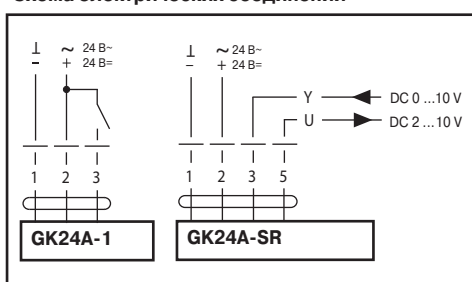 Схема электрических соединений
⊥ ~ 24 В~
– + 24 В=
1 2 3
GK24A-1
⊥ ~ 24 В~
– + 24 В=
Y DC 0 ...10 V
U DC 2 ...10 V
1 2 3 5
GK24A-SR